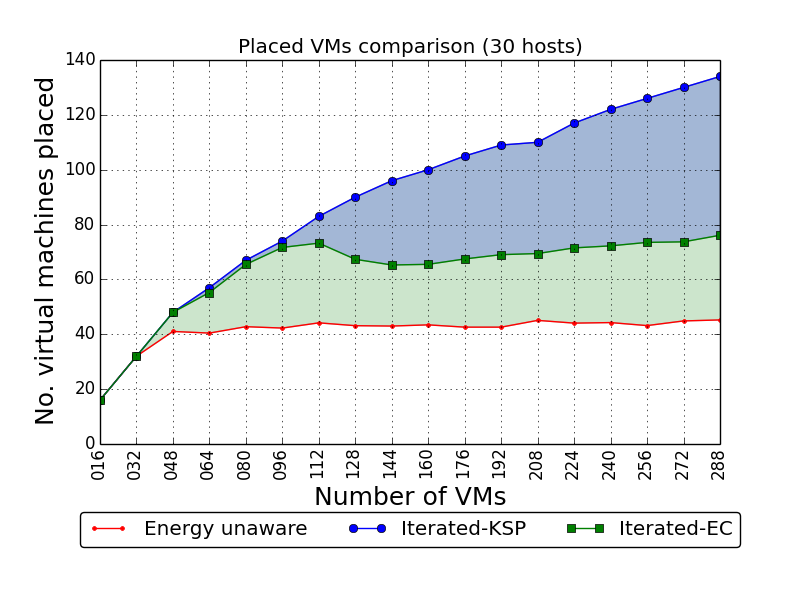 Placed VMs comparison (30 hosts)
No. virtual machines placed
140
120
100
80
60
40
20
0
016 032 048 064 080 096 112 128 144 160 176 192 208 224 240 256 272 288
Number of VMs
Energy unaware Iterated-KSP Iterated-EC